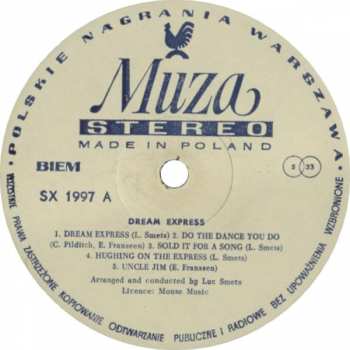 POLSKIE NAGRANIA WARSZAWA
Muza
STEREO
MADE IN POLAND
BIEM
S 33
SX 1997 A
DREAM EXPRESS
1. DREAM EXPRESS (L. Smets) 2. DO THE DANCE YOU DO
(C. Pilditch, E. Franssen) 3. SOLD IT FOR A SONG (L. Smets)
4. HUGHING ON THE EXPRESS (L. Smets)
5. UNCLE JIM (E. Franssen)
Arranged and conducted by Luc Smets
Licence: Mouse Music
WSZYSTKIE PRAWA ZASTRZEŻONE KOPIOWANIE ODTWARZANIE PUBLICZNE I RADIOWE BEZ UPOWAŻNIENIA WZBRONIONE